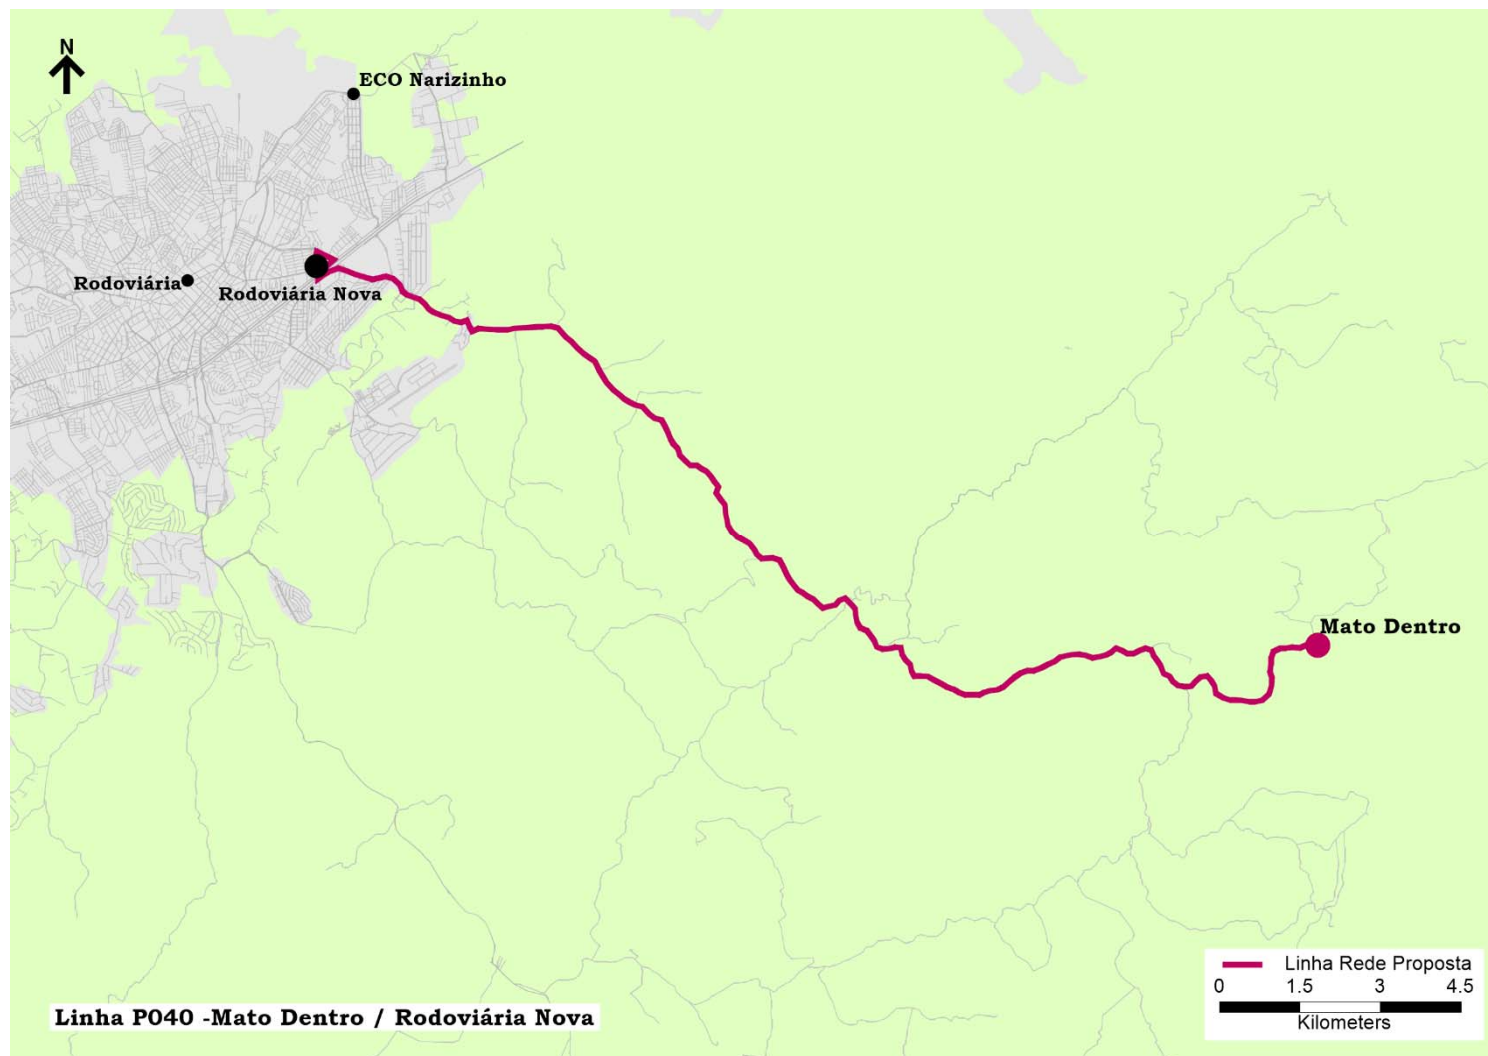 N
ECO Narizinho
Rodoviária
Rodoviária Nova
Mato Dentro
Linha Rede Proposta
0 1.5 3 4.5
Kilometers
Linha P040 -Mato Dentro / Rodoviária Nova